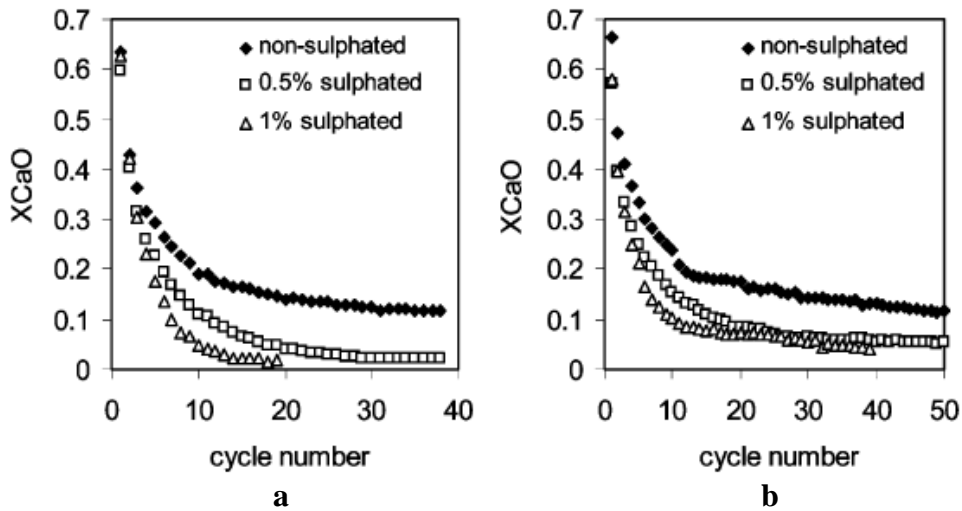 0.7
0.6
0.5
0.4
0.3
0.2
0.1
0
XCaO
non-sulphated
0.5% sulphated
1% sulphated
0 10 20 30 40
cycle number
a
0.7
0.6
0.5
0.4
0.3
0.2
0.1
0
XCaO
non-sulphated
0.5% sulphated
1% sulphated
0 10 20 30 40 50
cycle number
b